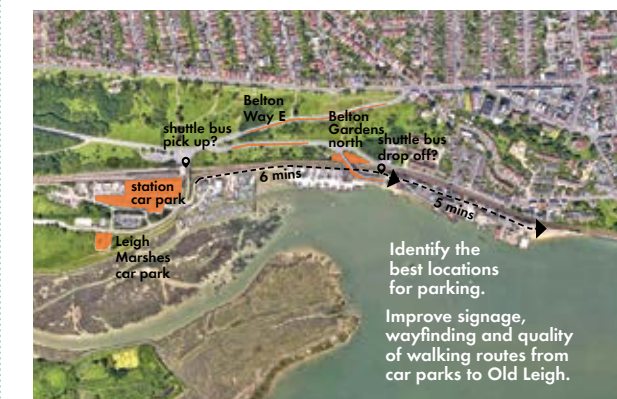 Belton
Way E
Belton
Gardens
north
shuttle bus
pick up?
shuttle bus
drop off?
6 mins
5 mins
station
car park
Leigh
Marshes
car park
Identify the
best locations
for parking.
Improve signage,
wayfinding and quality
of walking routes from
car parks to Old Leigh.